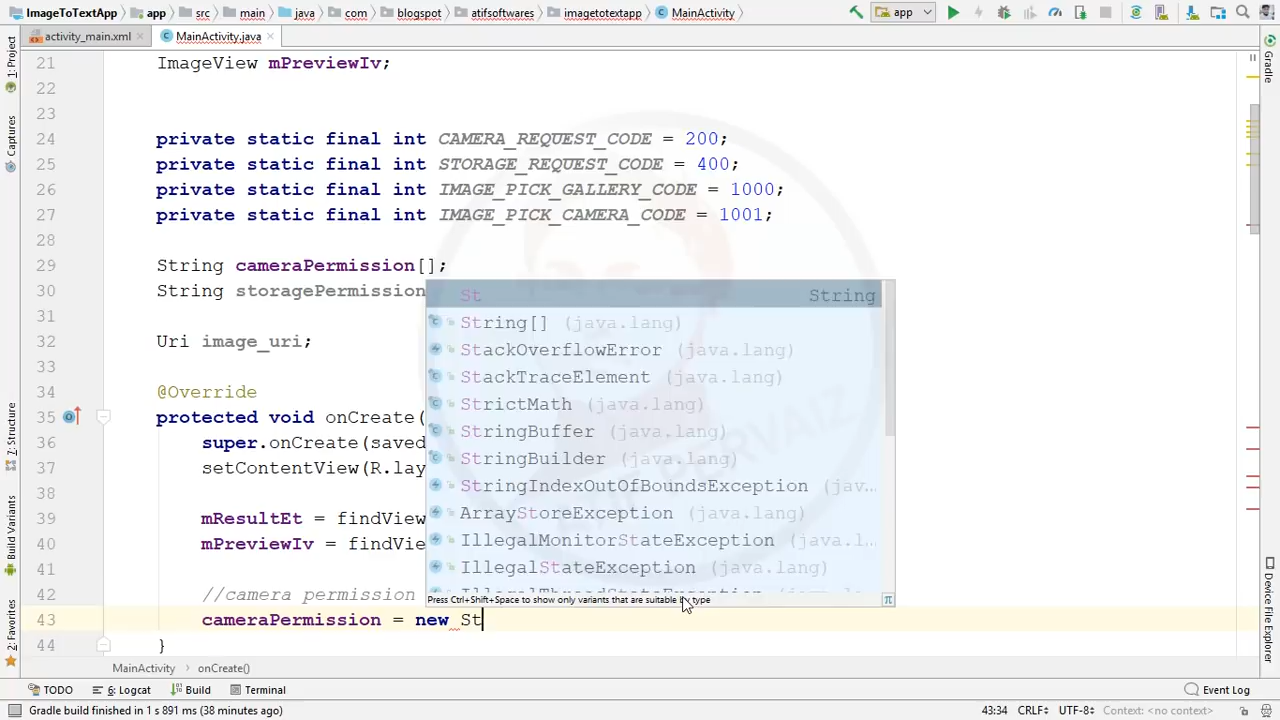 ImageToTextApp app src main java com blogspot atifsoftwares imagetotextapp MainActivity app
activity_main.xml MainActivity.java
1: Project
Captures
Z: Structure
Build Variants
2: Favorites
Gradle
Device File Explorer
21 ImageView mPreviewIv;
22
23
24 private static final int CAMERA_REQUEST_CODE = 200;
25 private static final int STORAGE_REQUEST_CODE = 400;
26 private static final int IMAGE_PICK_GALLERY_CODE = 1000;
27 private static final int IMAGE_PICK_CAMERA_CODE = 1001;
28
29 String cameraPermission[];
30 String storagePermission
31
32 Uri image_uri;
33
34 @Override
35 protected void onCreate(
36 super.onCreate(saved
37 setContentView(R.lay
38
39 mResultEt = findView
40 mPreviewIv = findVie
41
42 //camera permission
43 cameraPermission = new St
44 }
St String
String[] (java.lang)
StackOverflowError (java.lang)
StackTraceElement (java.lang)
StrictMath (java.lang)
StringBuffer (java.lang)
StringBuilder (java.lang)
StringIndexOutOfBoundsException (jav…
ArrayStoreException (java.lang)
IllegalMonitorStateException (java.l…
IllegalStateException (java.lang)
Press Ctrl+Shift+Space to show only variants that are suitable by type
MainActivity onCreate()
TODO 6: Logcat Build Terminal Event Log
Gradle build finished in 1 s 891 ms (38 minutes ago) 43:34 CRLF UTF-8 Context: <no context>